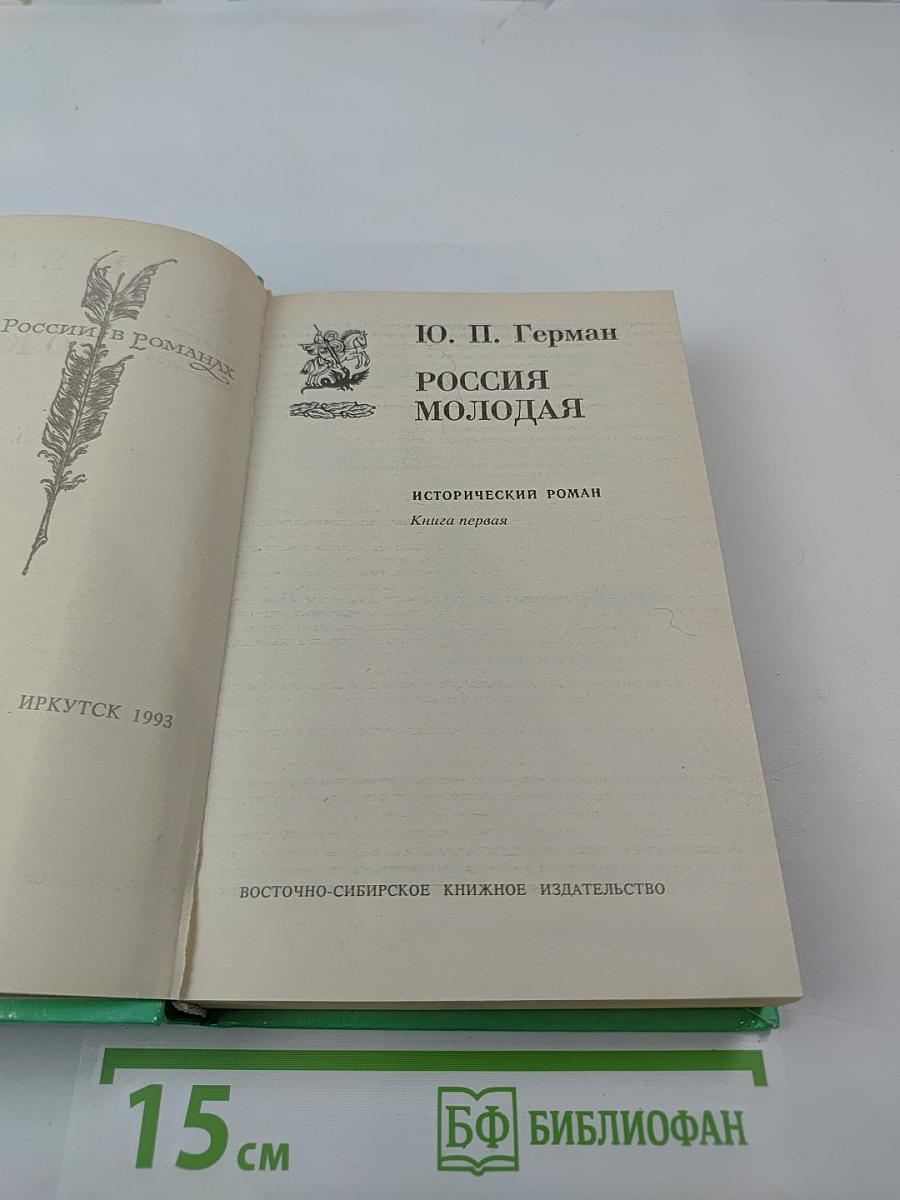 России в Романах
ИРКУТСК 1993
Ю. П. Герман
РОССИЯ
МОЛОДАЯ
ИСТОРИЧЕСКИЙ РОМАН
Книга первая
ВОСТОЧНО-СИБИРСКОЕ КНИЖНОЕ ИЗДАТЕЛЬСТВО
15 см
БФ БИБЛИОФАН